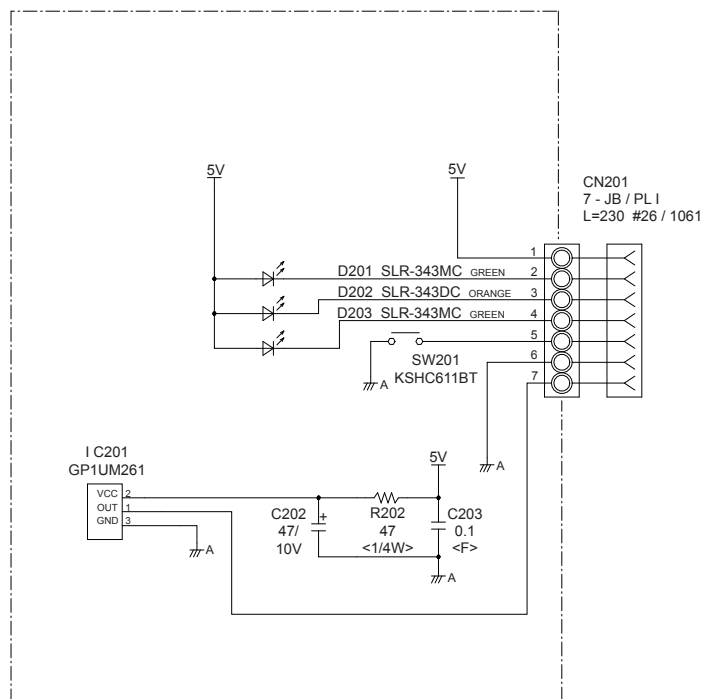 5V
5V
CN201
7 - JB / PL I
L=230 #26 / 1061
1
D201 SLR-343MC GREEN 2
D202 SLR-343DC ORANGE 3
D203 SLR-343MC GREEN 4
5
SW201
KSHC611BT
A
6
7
A
I C201
GP1UM261
VCC 2
OUT 1
GND 3
A
5V
C202
47/
10V
+
R202
47
<1/4W>
C203
0.1
<F>
A